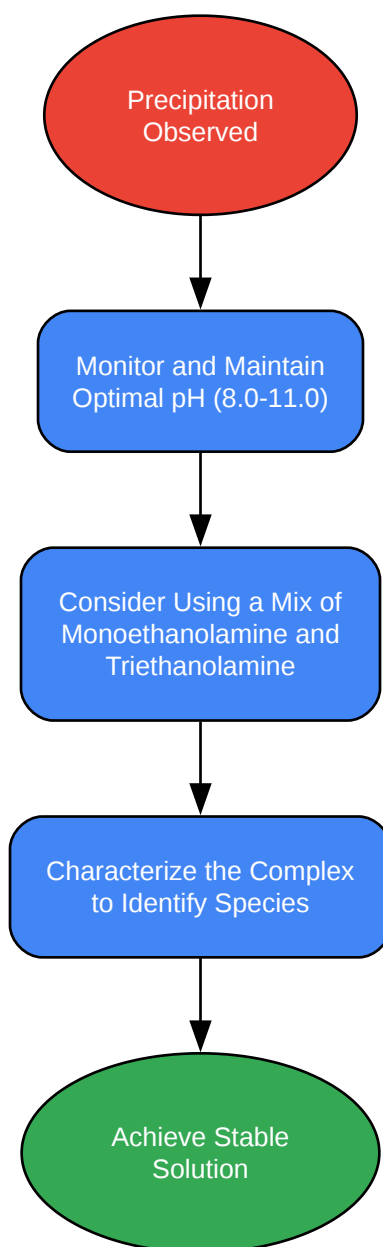 Precipitation
Observed
Monitor and Maintain
Optimal pH (8.0-11.0)
Consider Using a Mix of
Monoethanolamine and
Triethanolamine
Characterize the Complex
to Identify Species
Achieve Stable
Solution